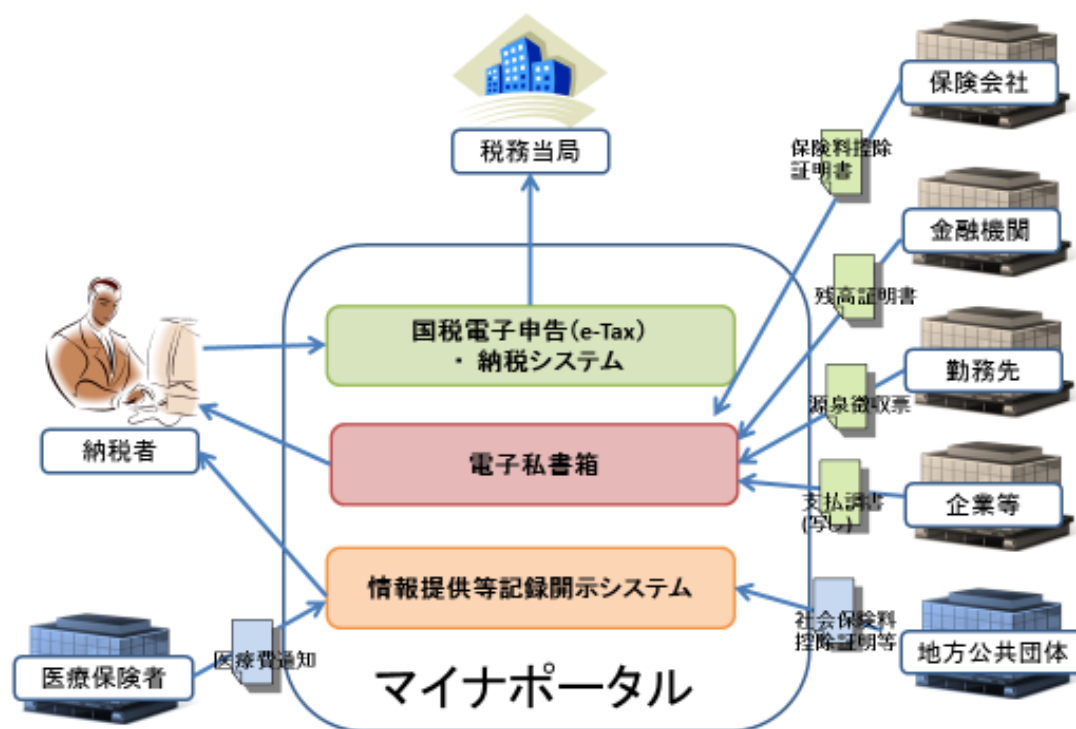 税務当局
保険会社
保険料控除
証明書
金融機関
残高証明書
国税電子申告(e-Tax)
・ 納税システム
勤務先
源泉徴収票
納税者
電子私書箱
企業等
支払調書
(写し)
情報提供等記録開示システム
社会保険料
控除証明等
地方公共団体
医療費通知
医療保険者
マイナポータル